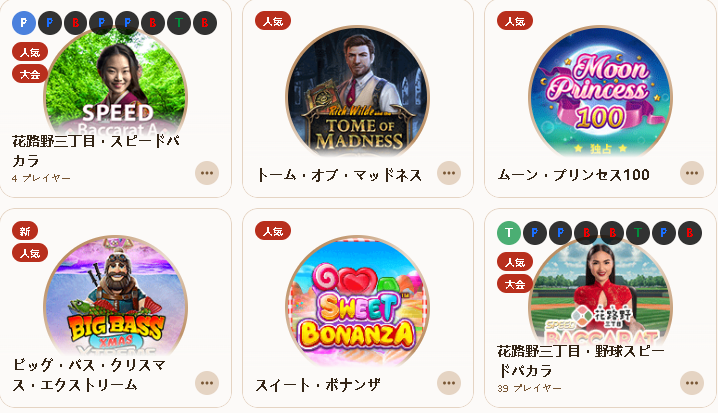 P P B P P B T B
人気
大会
SPEED
Baccarat A
花路野三丁目・スピードバ
カラ
4 プレイヤー
人気
Rich Wilde and the
TOME OF
MADNESS
トーム・オブ・マッドネス
人気
Moon
Princess
100
独占
ムーン・プリンセス100
新
人気
BIG BASS
XMAS
XTREME
ビッグ・バス・クリスマ
ス・エクストリーム
人気
SWEET
BONANZA
スイート・ボナンザ
T P P B B T P B
人気
大会
花路野
三丁目
SPEED
BACCARAT
花路野三丁目・野球スピー
ドバカラ
39 プレイヤー